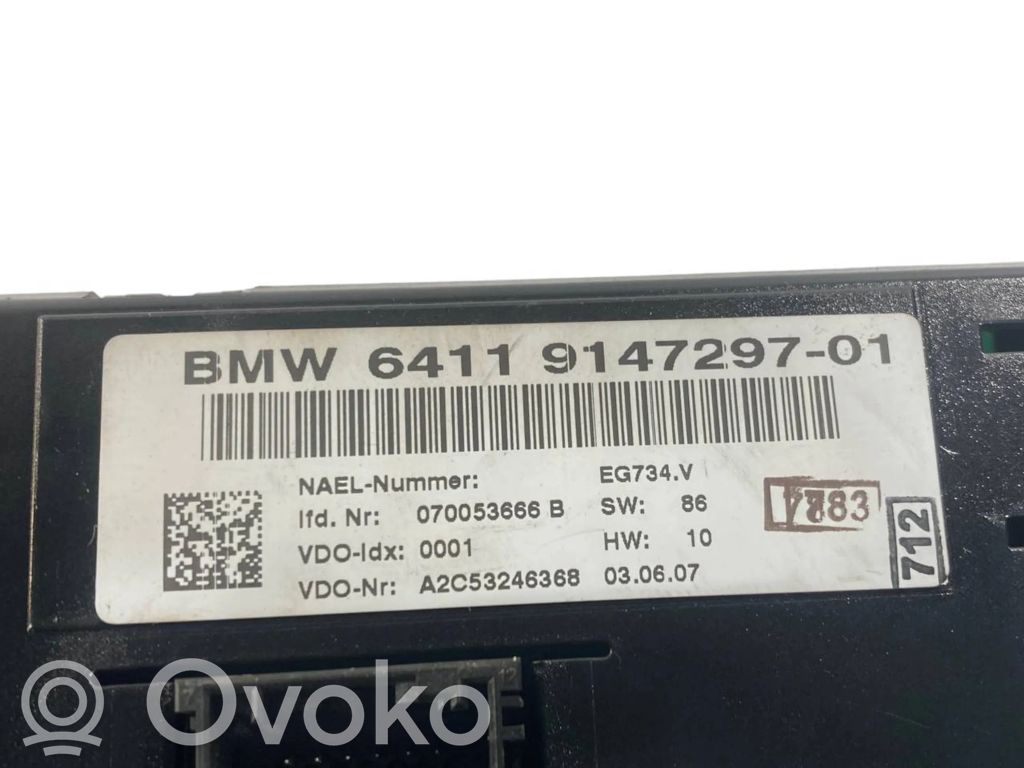 BMW 6411 9147297-01
NAEL-Nummer: EG734.V
lfd. Nr: 070053666 B SW: 86
VDO-Idx: 0001 HW: 10
VDO-Nr: A2C53246368 03.06.07
712
12
Ovoko